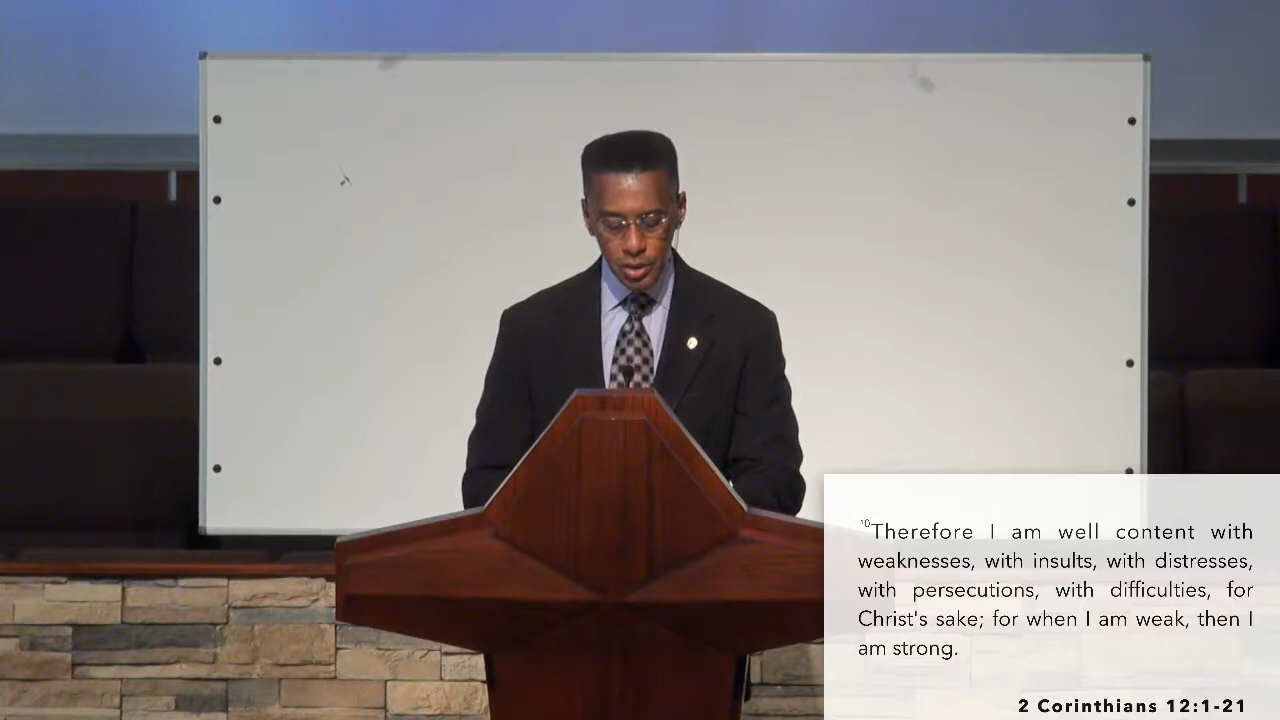 ¹⁰Therefore I am well content with
weaknesses, with insults, with distresses,
with persecutions, with difficulties, for
Christ's sake; for when I am weak, then I
am strong.
2 Corinthians 12:1-21